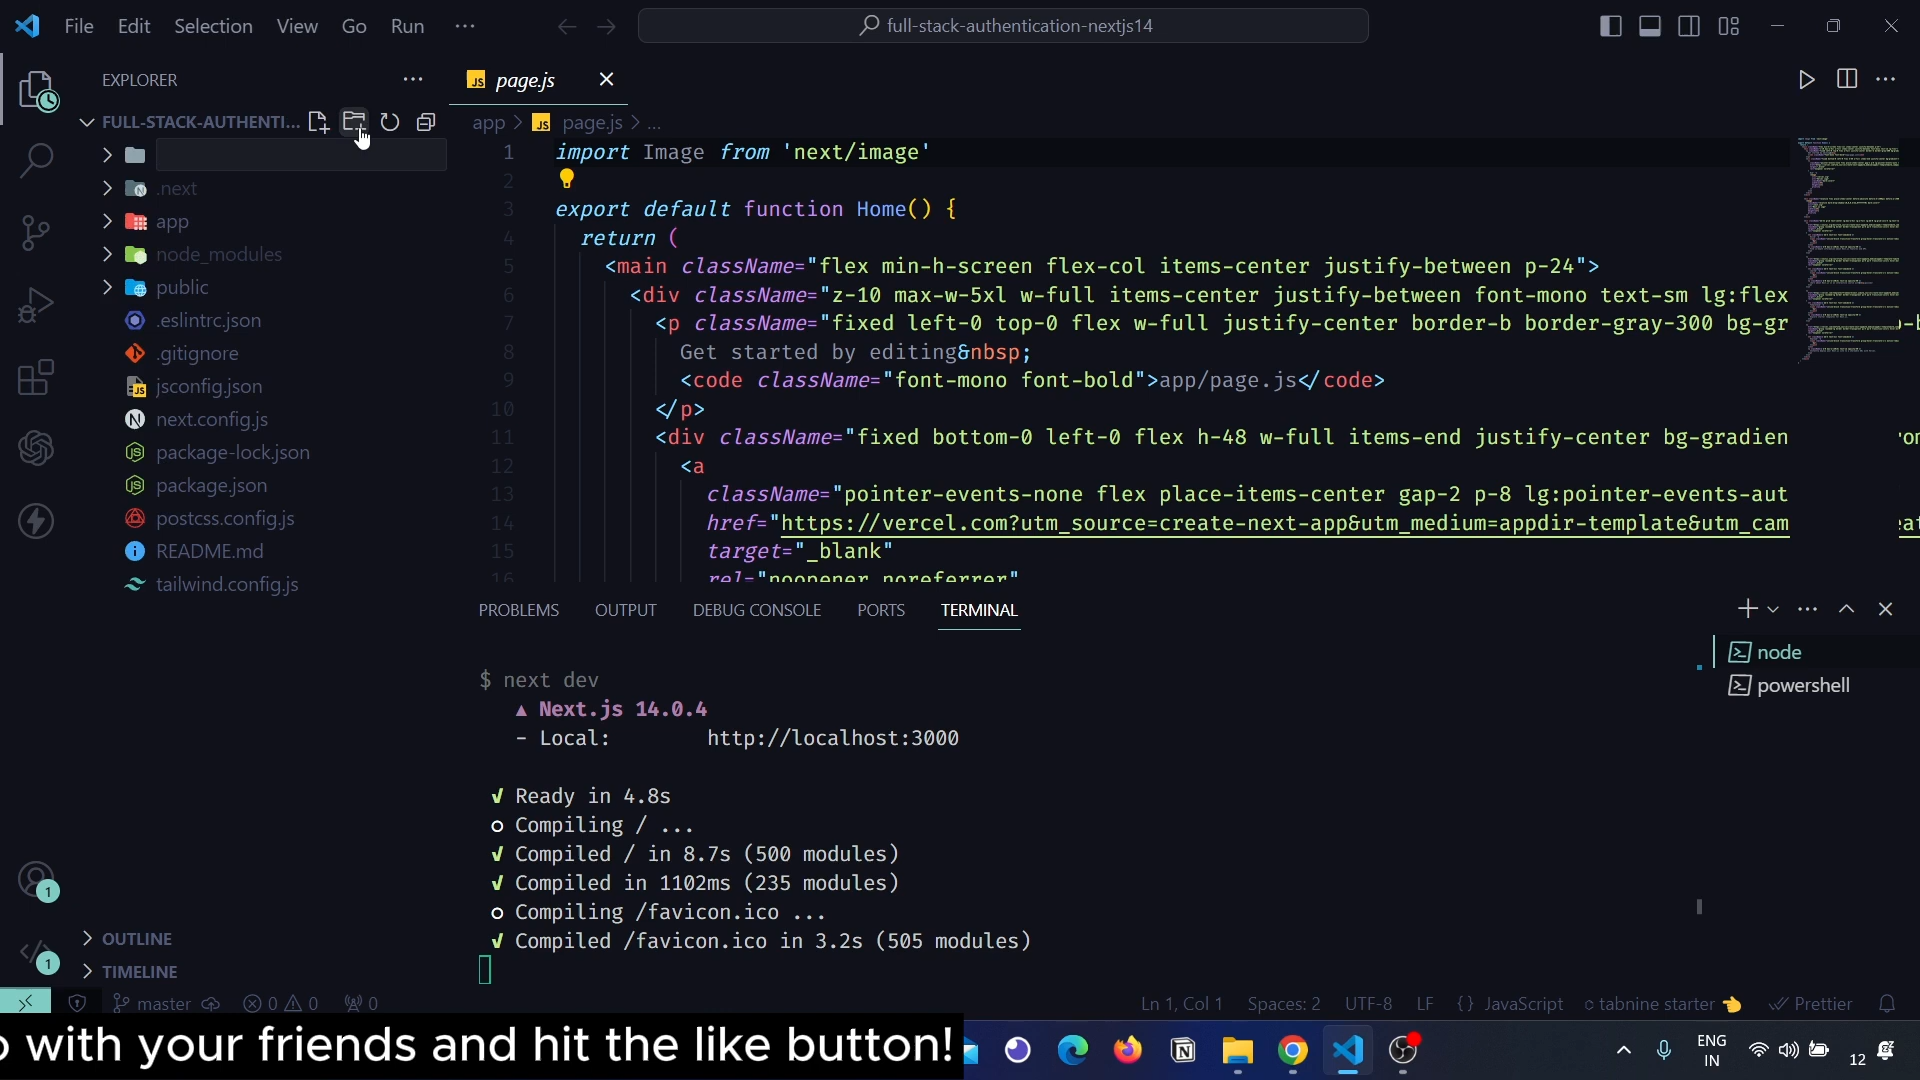 File Edit Selection View Go Run ···
full-stack-authentication-nextjs14
EXPLORER ···
FULL-STACK-AUTHENTI...
.next
app
node_modules
public
.eslintrc.json
.gitignore
jsconfig.json
next.config.js
package-lock.json
package.json
postcss.config.js
README.md
tailwind.config.js
OUTLINE
TIMELINE
JS page.js
app > JS page.js > ...
1 import Image from 'next/image'
2
3 export default function Home() {
4 return (
5 <main className="flex min-h-screen flex-col items-center justify-between p-24">
6 <div className="z-10 max-w-5xl w-full items-center justify-between font-mono text-sm lg:flex
7 <p className="fixed left-0 top-0 flex w-full justify-center border-b border-gray-300 bg-gr
8 Get started by editing&nbsp;
9 <code className="font-mono font-bold">app/page.js</code>
10 </p>
11 <div className="fixed bottom-0 left-0 flex h-48 w-full items-end justify-center bg-gradien
12 <a
13 className="pointer-events-none flex place-items-center gap-2 p-8 lg:pointer-events-aut
14 href="https://vercel.com?utm_source=create-next-app&utm_medium=appdir-template&utm_cam
15 target="_blank"
16 rel="noopener noreferrer"
PROBLEMS OUTPUT DEBUG CONSOLE PORTS TERMINAL
node
powershell
$ next dev
▲ Next.js 14.0.4
- Local: http://localhost:3000
✓ Ready in 4.8s
○ Compiling / ...
✓ Compiled / in 8.7s (500 modules)
✓ Compiled in 1102ms (235 modules)
○ Compiling /favicon.ico ...
✓ Compiled /favicon.ico in 3.2s (505 modules)
1
1
master 0 0 0
Ln 1, Col 1 Spaces: 2 UTF-8 LF {} JavaScript tabnine starter Prettier
o with your friends and hit the like button!
ENG
IN
12